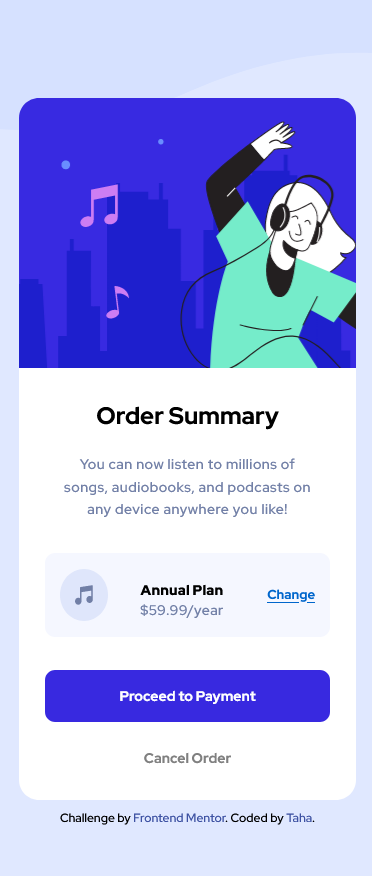 Order Summary
You can now listen to millions of
songs, audiobooks, and podcasts on
any device anywhere you like!
Annual Plan
$59.99/year
Change
Proceed to Payment
Cancel Order
Challenge by Frontend Mentor. Coded by Taha.